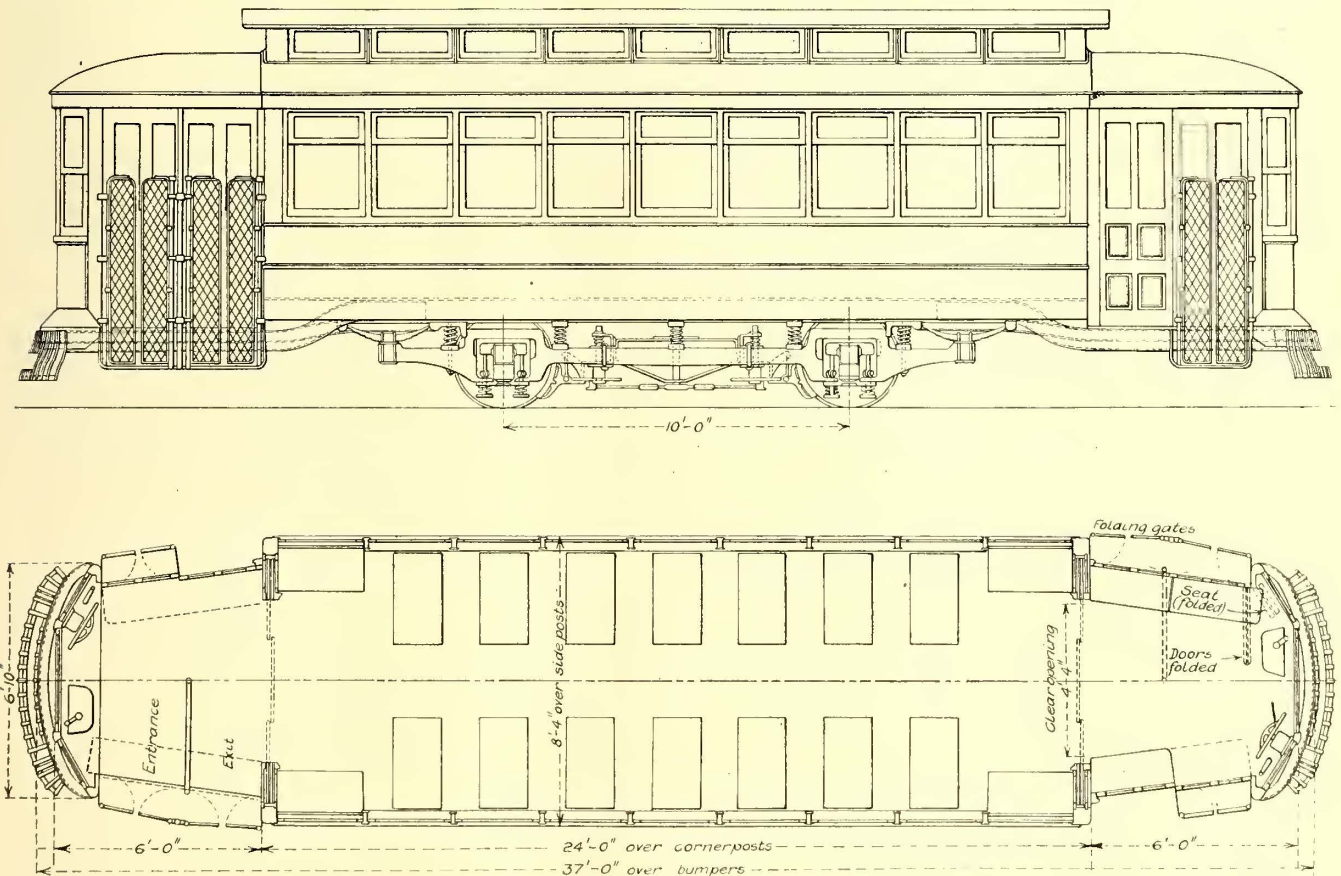 10'-0"
Folding gates
6'-10"
Entrance
Exit
8'-4" over side posts
Clear opening
4'-4"
Seat
(folded)
Doors
folded
6'-0"
24'-0" over cornerposts
6'-0"
37'-0" over bumpers